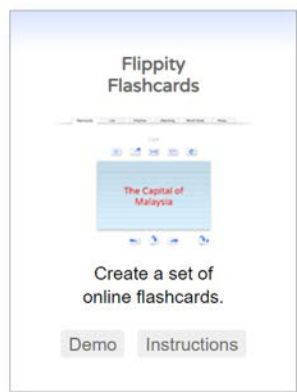 Flippity
Flashcards
The Capital of
Malaysia
Create a set of
online flashcards.
Demo Instructions